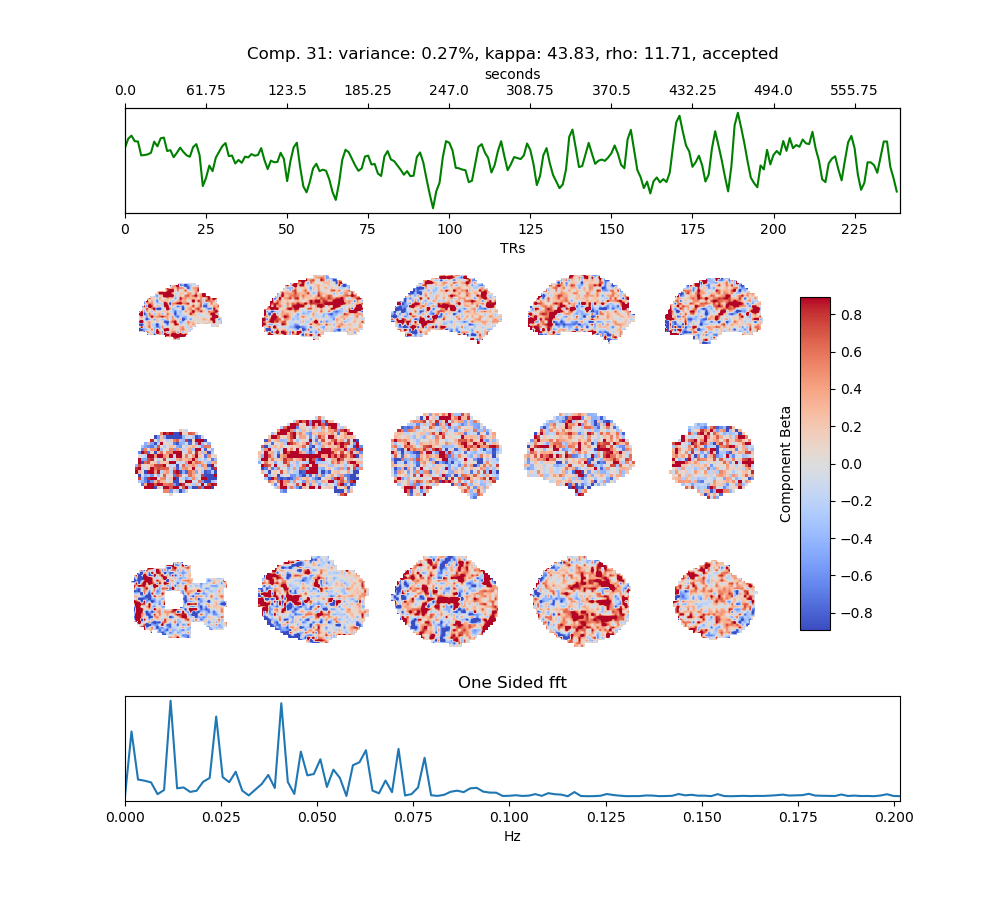 Comp. 31: variance: 0.27%, kappa: 43.83, rho: 11.71, accepted
seconds
0.0 61.75 123.5 185.25 247.0 308.75 370.5 432.25 494.0 555.75
0 25 50 75 100 125 150 175 200 225
TRs
0.8
0.6
0.4
0.2
0.0
−0.2
−0.4
−0.6
−0.8
Component Beta
One Sided fft
0.000 0.025 0.050 0.075 0.100 0.125 0.150 0.175 0.200
Hz